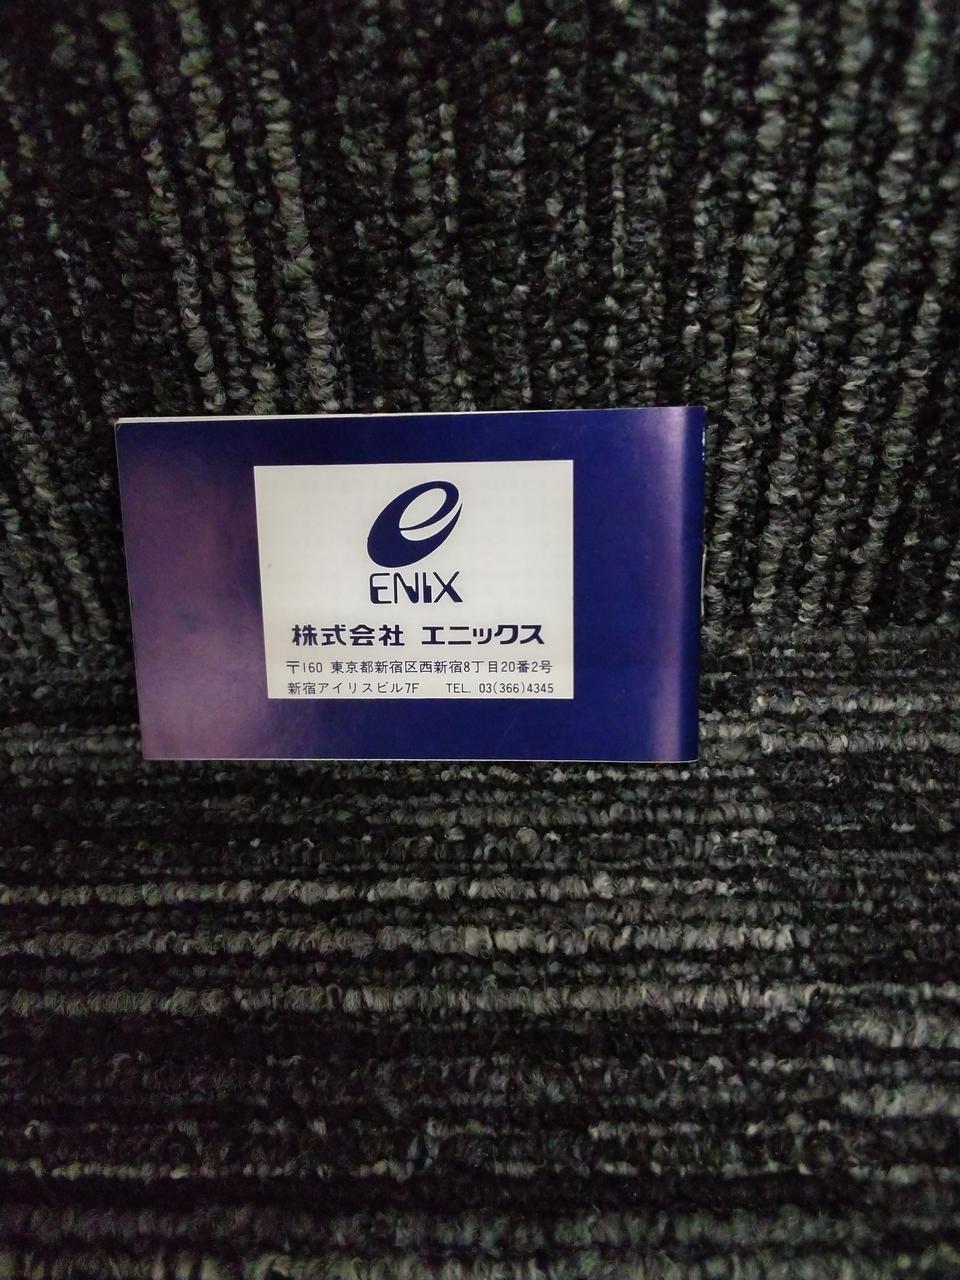 e
ENIX
株式会社 エニックス
〒160 東京都新宿区西新宿8丁目20番2号
新宿アイリスビル7F TEL. 03(366)4345